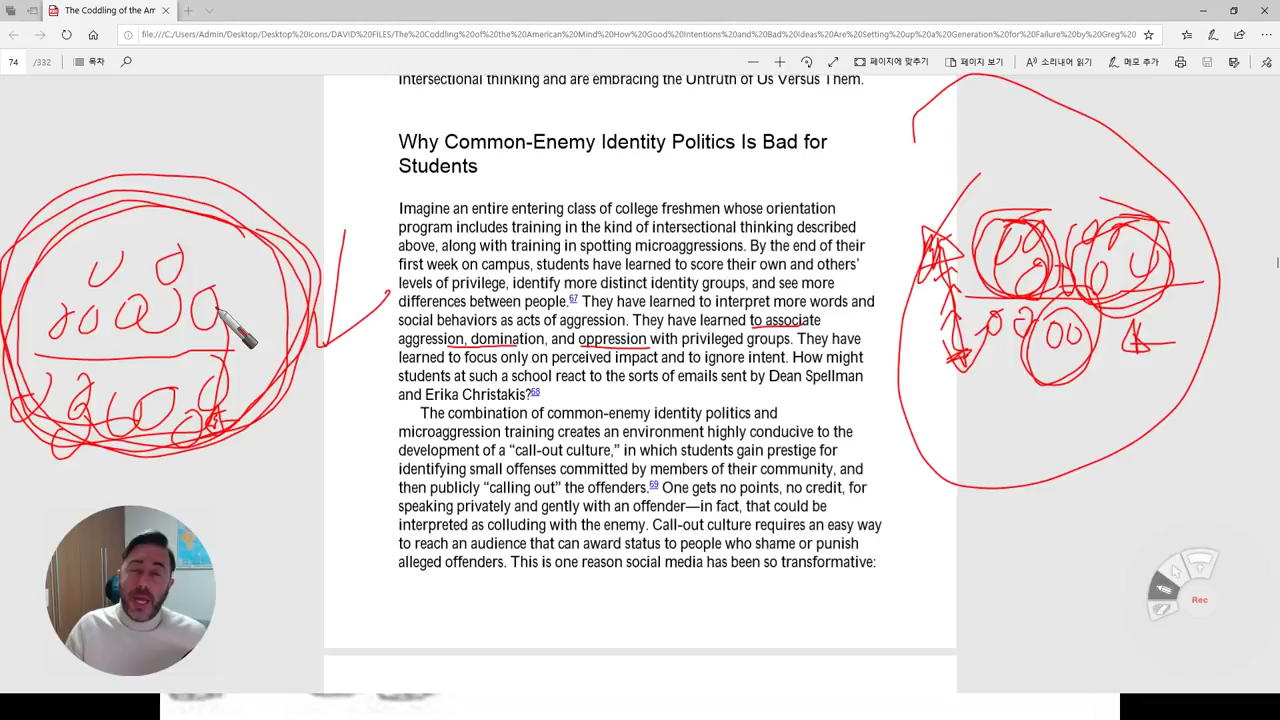 The Coddling of the Am
file:///C:/Users/Admin/Desktop/Desktop%20Icons/DAVID%20FILES/The%20Coddling%20of%20the%20American%20Mind%20How%20Good%20Intentions%20and%20Bad%20Ideas%20Are%20Setting%20up%20a%20Generation%20for%20Failure%20by%20Greg%20
74 /332 목차 페이지에 맞추기 페이지 보기 소리내어 읽기 메모 추가
Intersectional thinking and are embracing the Untruth of Us Versus Them.
Why Common-Enemy Identity Politics Is Bad for
Students
Imagine an entire entering class of college freshmen whose orientation
program includes training in the kind of intersectional thinking described
above, along with training in spotting microaggressions. By the end of their
first week on campus, students have learned to score their own and others'
levels of privilege, identify more distinct identity groups, and see more
differences between people.67 They have learned to interpret more words and
social behaviors as acts of aggression. They have learned to associate
aggression, domination, and oppression with privileged groups. They have
learned to focus only on perceived impact and to ignore intent. How might
students at such a school react to the sorts of emails sent by Dean Spellman
and Erika Christakis?68
The combination of common-enemy identity politics and
microaggression training creates an environment highly conducive to the
development of a “call-out culture,” in which students gain prestige for
identifying small offenses committed by members of their community, and
then publicly “calling out” the offenders.69 One gets no points, no credit, for
speaking privately and gently with an offender—in fact, that could be
interpreted as colluding with the enemy. Call-out culture requires an easy way
to reach an audience that can award status to people who shame or punish
alleged offenders. This is one reason social media has been so transformative:
Rec